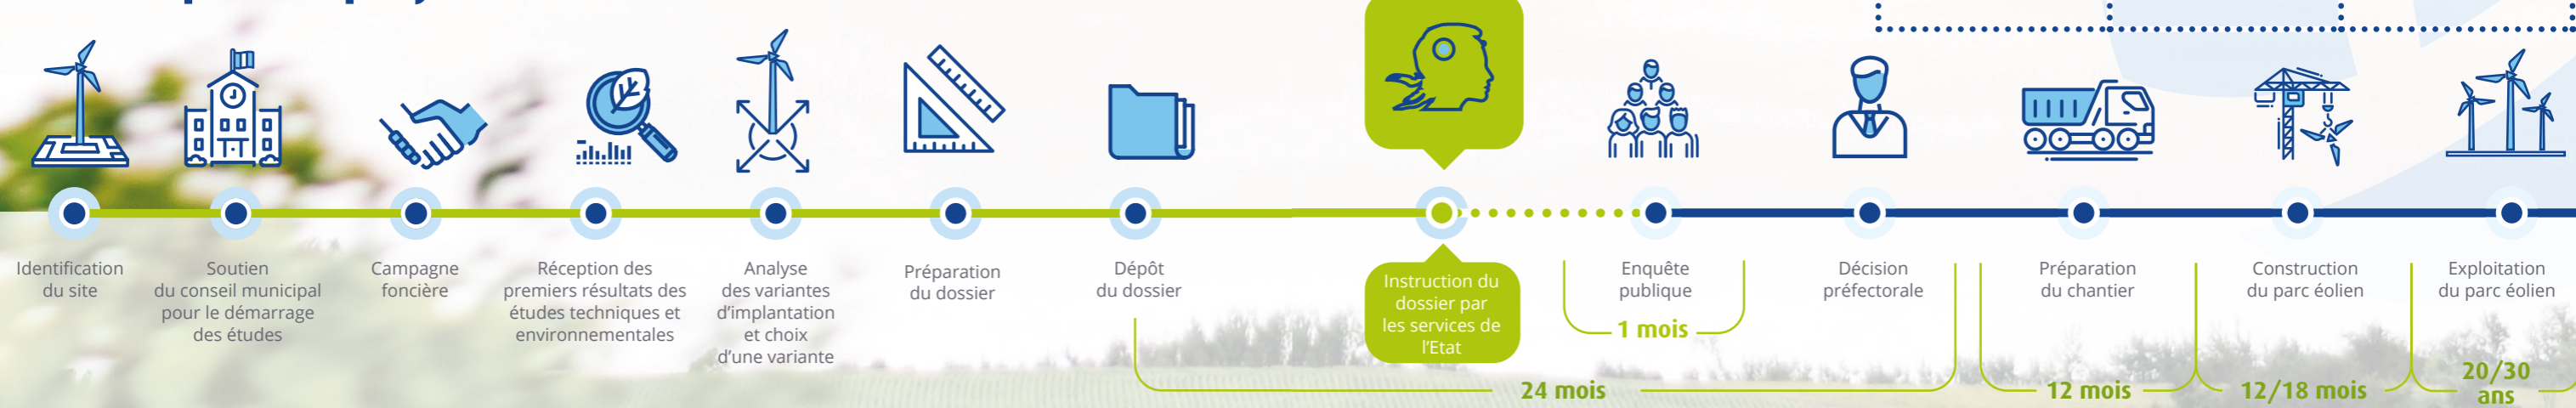 Identification
du site
Soutien
du conseil municipal
pour le démarrage
des études
Campagne
foncière
Réception des
premiers résultats des
études techniques et
environnementales
Analyse
des variantes
d'implantation
et choix
d'une variante
Préparation
du dossier
Dépôt
du dossier
Instruction du
dossier par
les services de
l'Etat
Enquête
publique
1 mois
Décision
préfectorale
24 mois
Préparation
du chantier
12 mois
Construction
du parc éolien
12/18 mois
Exploitation
du parc éolien
20/30
ans